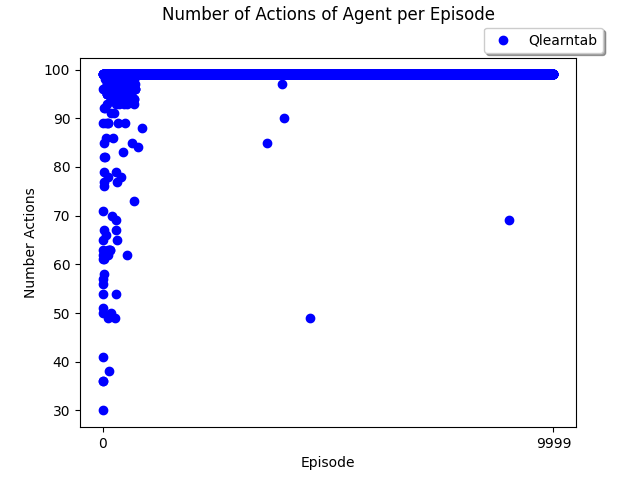 Number of Actions of Agent per Episode
Qlearntab
100
90
80
70
60
50
40
30
Number Actions
0
9999
Episode